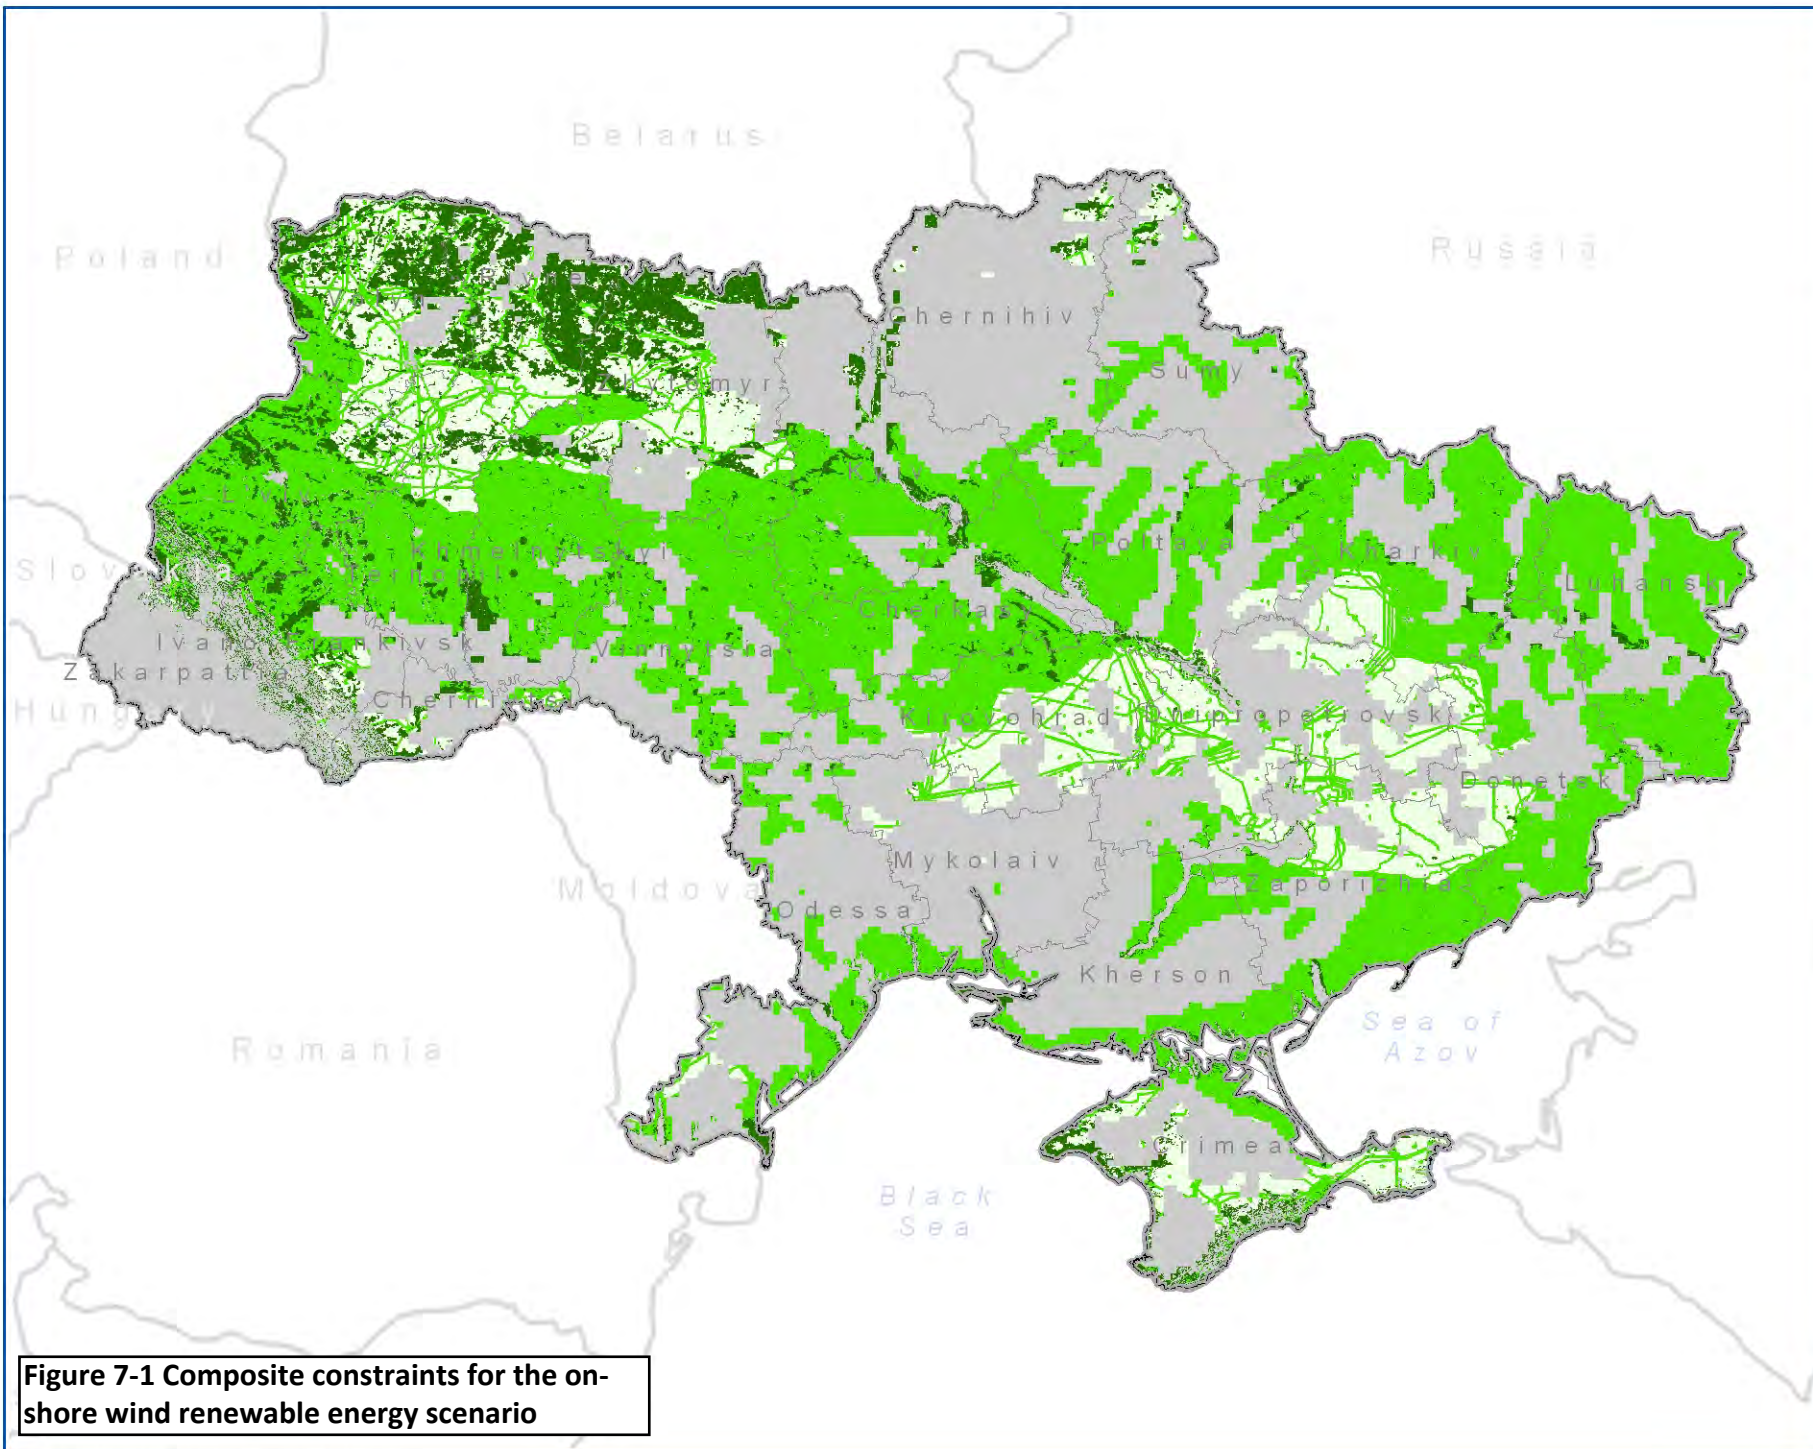 Belarus
Poland
Russia
Rivne
Volyn
Chernihiv
Zhytomyr
Sumy
Kyiv
Lviv
Khmelnytskyi
Ternopil
Poltava
Kharkiv
Slovakia
Luhansk
Cherkasy
Ivano-Frankivsk
Vinnytsia
Zakarpattia
Chernivtsi
Hungary
Kirovohrad
Dnipropetrovsk
Donetsk
Mykolaiv
Moldova
Zaporizhia
Odessa
Kherson
Romania
Sea of
Azov
Crimea
Black
Sea
Figure 7-1 Composite constraints for the on-
shore wind renewable energy scenario